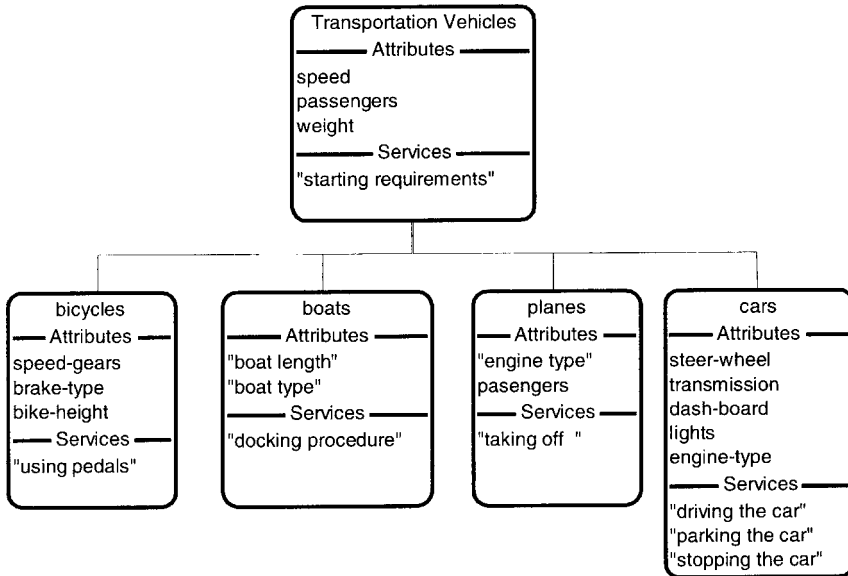 Transportation Vehicles
Attributes
speed
passengers
weight
Services
"starting requirements"
bicycles
Attributes
speed-gears
brake-type
bike-height
Services
"using pedals"
boats
Attributes
"boat length"
"boat type"
Services
"docking procedure"
planes
Attributes
"engine type"
pasengers
Services
"taking off "
cars
Attributes
steer-wheel
transmission
dash-board
lights
engine-type
Services
"driving the car"
"parking the car"
"stopping the car"